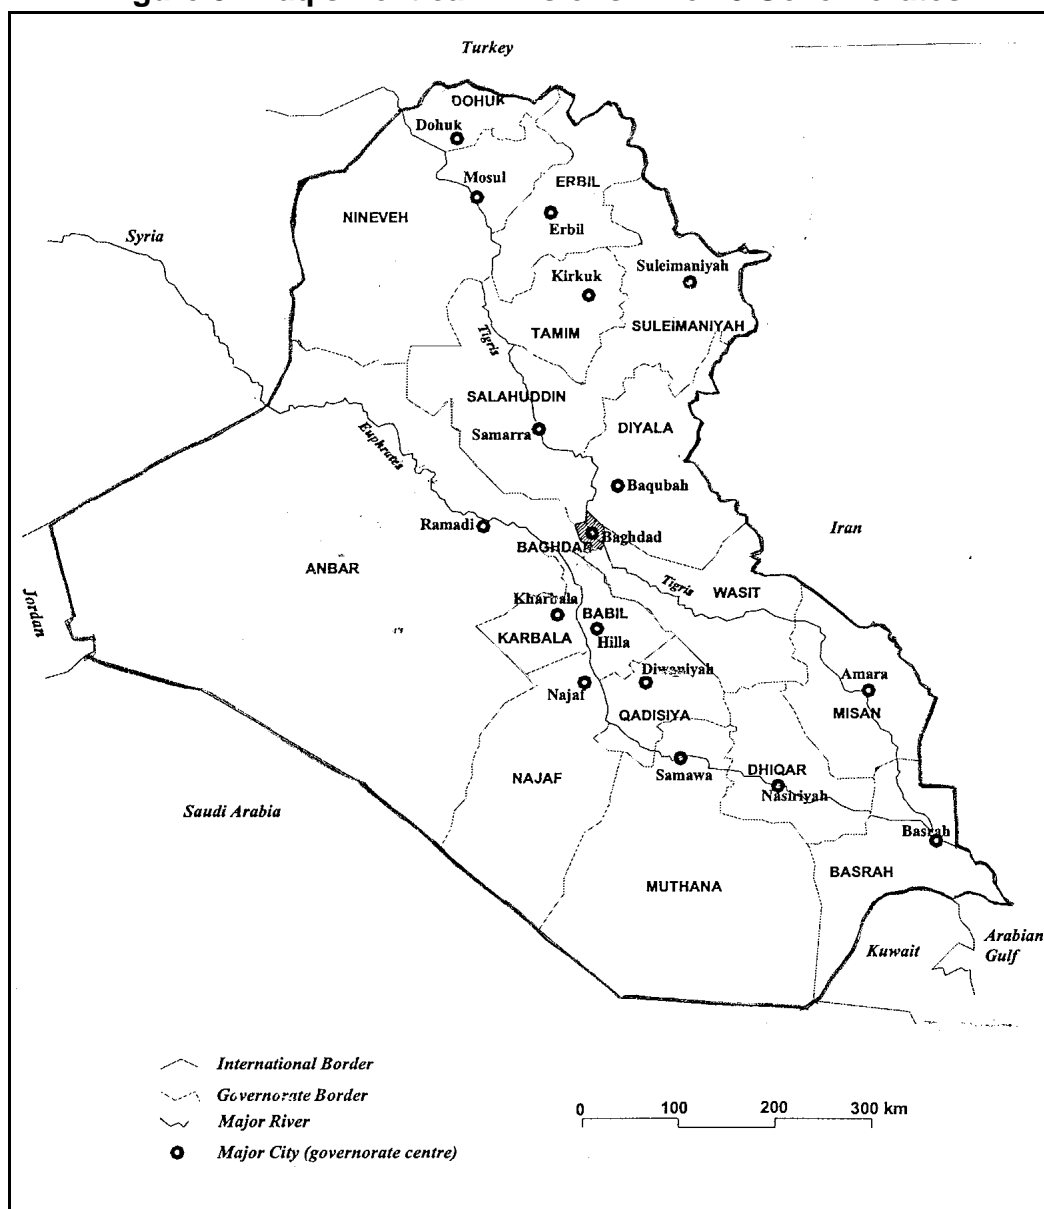 Turkey
DOHUK
Dohuk
Mosul
ERBIL
NINEVEH
Erbil
Syria
Suleimaniyah
Kirkuk
SULEIMANIYAH
TAMIM
Tigris
SALAHUDDIN
DIYALA
Samarra
Euphrates
Baqubah
Ramadi
Iran
Baghdad
BAGHDAD
ANBAR
Tigris
WASIT
Jordan
Kharbala
BABIL
KARBALA
Hilla
Diwaniyah
Amara
Najaf
QADISIYA
MISAN
DHIQAR
Samawa
NAJAF
Nasiriyah
Saudi Arabia
Basrah
BASRAH
MUTHANA
Kuwait
Arabian
Gulf
International Border
Governorate Border
Major River
Major City (governorate centre)
0 100 200 300 km